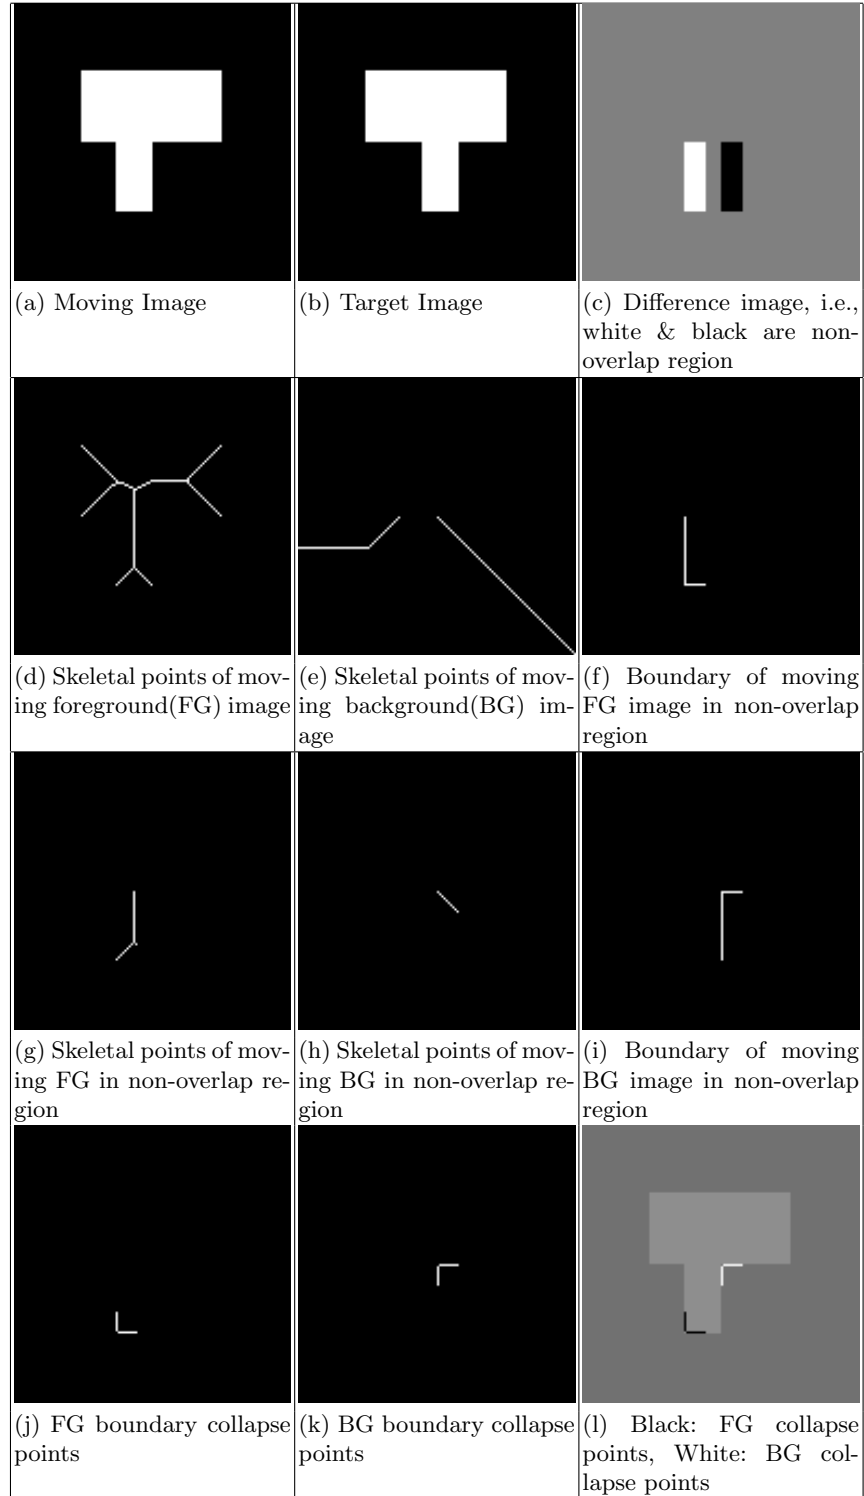 (a) Moving Image
(b) Target Image
(c) Difference image, i.e.,
white & black are non-
overlap region
(d) Skeletal points of mov-
ing foreground(FG) image
(e) Skeletal points of mov-
ing background(BG) im-
age
(f) Boundary of moving
FG image in non-overlap
region
(g) Skeletal points of mov-
ing FG in non-overlap re-
gion
(h) Skeletal points of mov-
ing BG in non-overlap re-
gion
(i) Boundary of moving
BG image in non-overlap
region
(j) FG boundary collapse
points
(k) BG boundary collapse
points
(l) Black: FG collapse
points, White: BG col-
lapse points